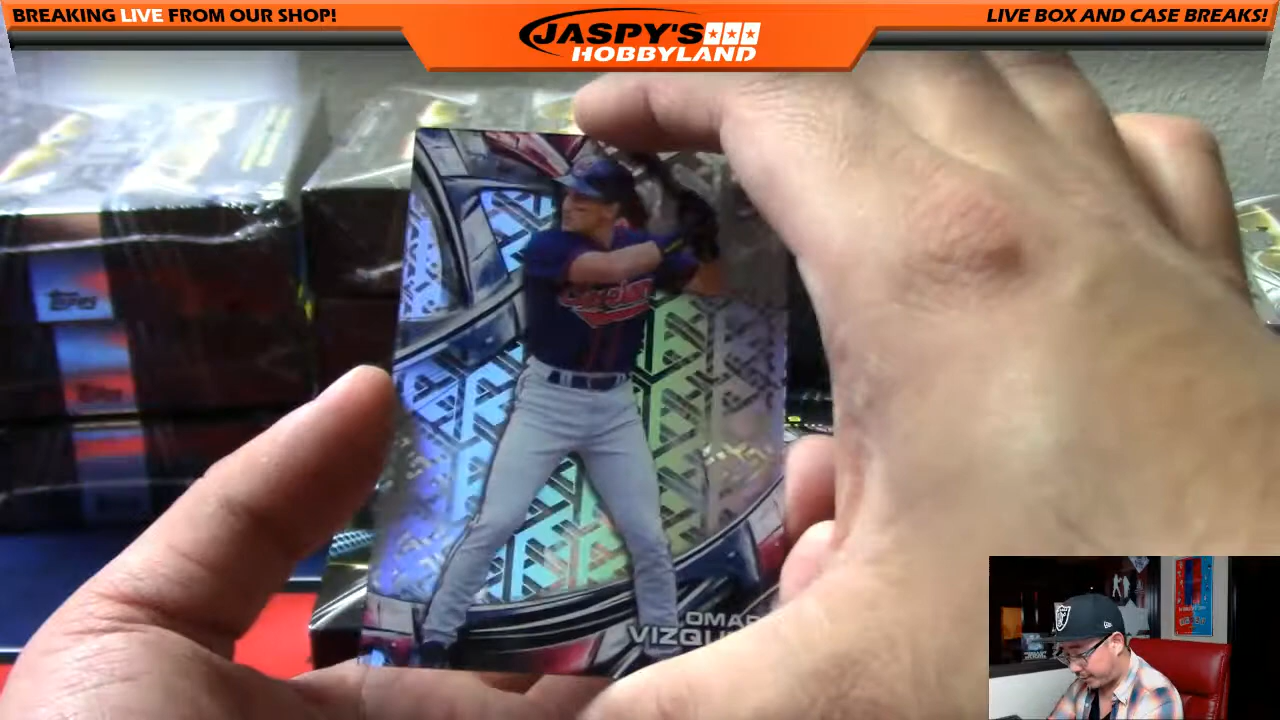 BREAKING LIVE FROM OUR SHOP!
JASPY'S
HOBBYLAND
LIVE BOX AND CASE BREAKS!
Topps
OMAR